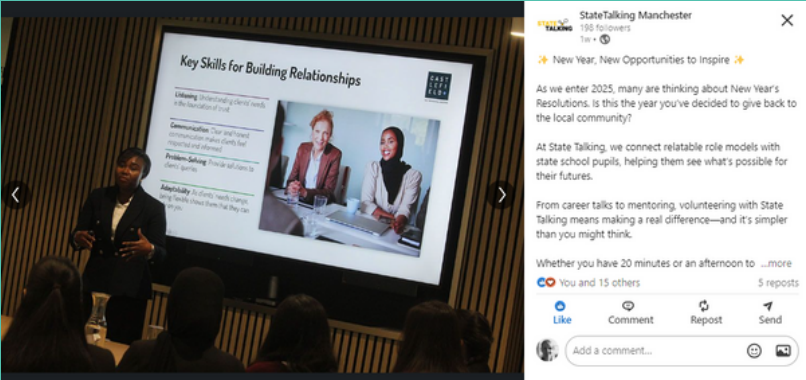 Key Skills for Building Relationships
CAST
LEF
IELD
Listening: Understanding clients' needs
is the foundation of trust
Communication: Clear and honest
communication makes clients feel
respected and informed
Problem-Solving: Provide solutions to
clients' queries
Adaptability: As clients' needs change,
being flexible shows them that they can
on you
STATE
TALKING
StateTalking Manchester
198 followers
1w •
✨ New Year, New Opportunities to Inspire ✨
As we enter 2025, many are thinking about New Year's
Resolutions. Is this the year you've decided to give back to
the local community?
At State Talking, we connect relatable role models with
state school pupils, helping them see what's possible for
their futures.
From career talks to mentoring, volunteering with State
Talking means making a real difference—and it's simpler
than you might think.
Whether you have 20 minutes or an afternoon to ...more
You and 15 others
5 reposts
Like
Comment
Repost
Send
Add a comment...